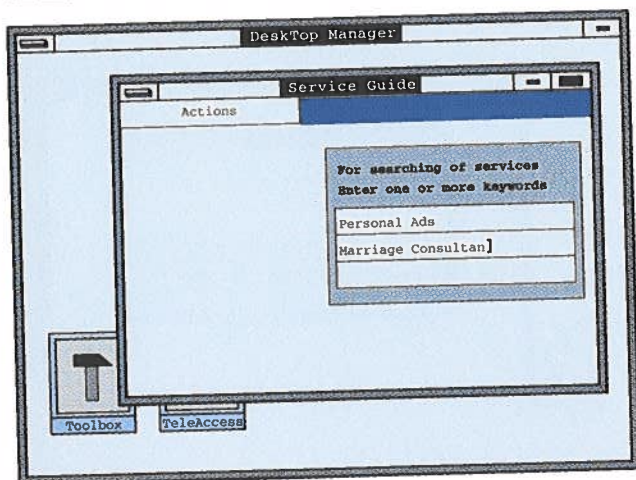 DeskTop Manager
Service Guide
Actions
For searching of services
Enter one or more keywords
Personal Ads
Marriage Consultan]
Toolbox
TeleAccess